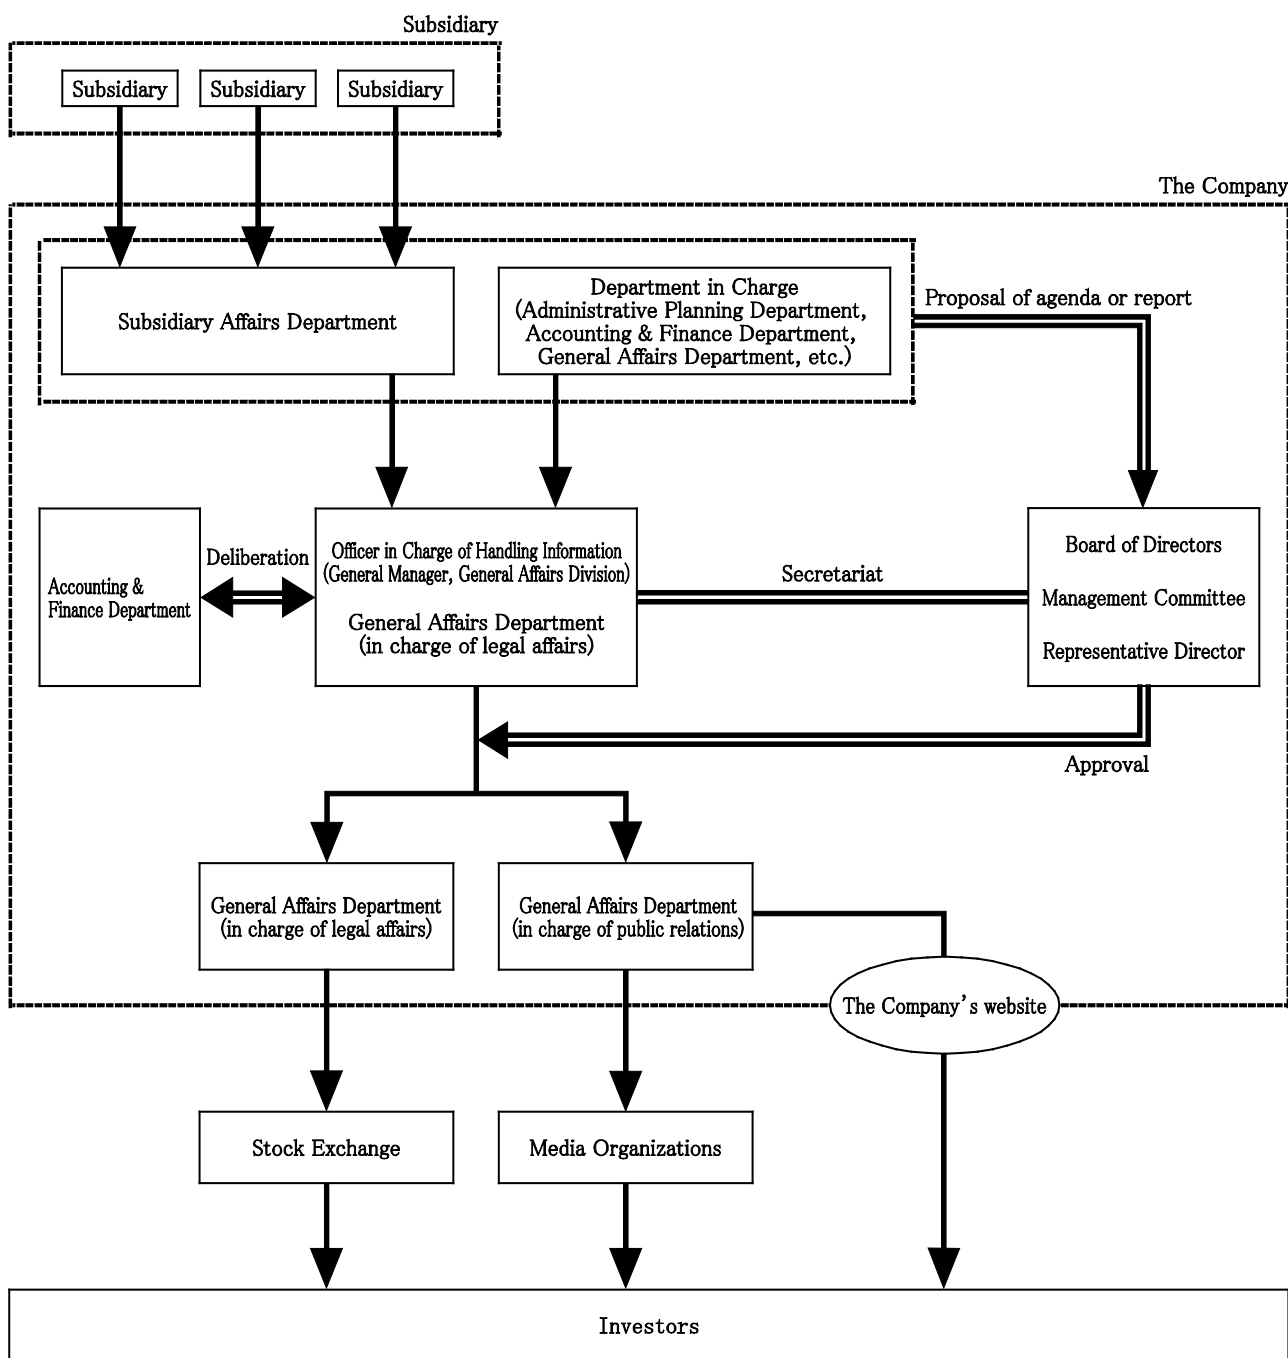 Subsidiary
Subsidiary
Subsidiary
Subsidiary
The Company
Subsidiary Affairs Department
Department in Charge
(Administrative Planning Department,
Accounting & Finance Department,
General Affairs Department, etc.)
Proposal of agenda or report
Accounting &
Finance Department
Deliberation
Officer in Charge of Handling Information
(General Manager, General Affairs Division)
General Affairs Department
(in charge of legal affairs)
Secretariat
Board of Directors
Management Committee
Representative Director
Approval
General Affairs Department
(in charge of legal affairs)
General Affairs Department
(in charge of public relations)
The Company's website
Stock Exchange
Media Organizations
Investors